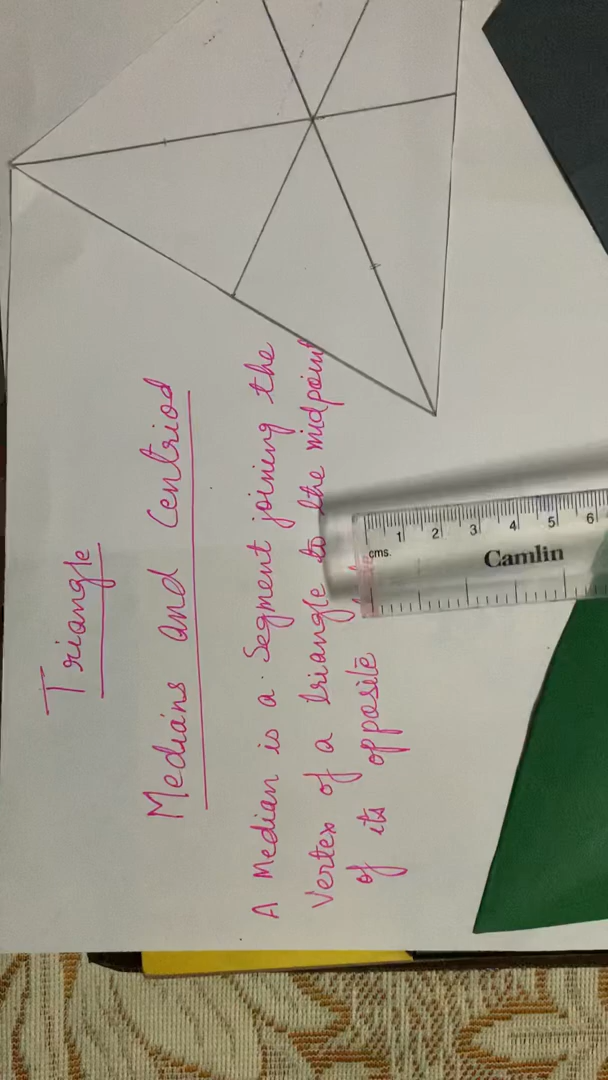 Triangle
Medians and Centriod
A Median is a Segment joining the
Vertex of a triangle to the midpoint
of its opposite
cms.
1 2 3 4 5 6
Camlin